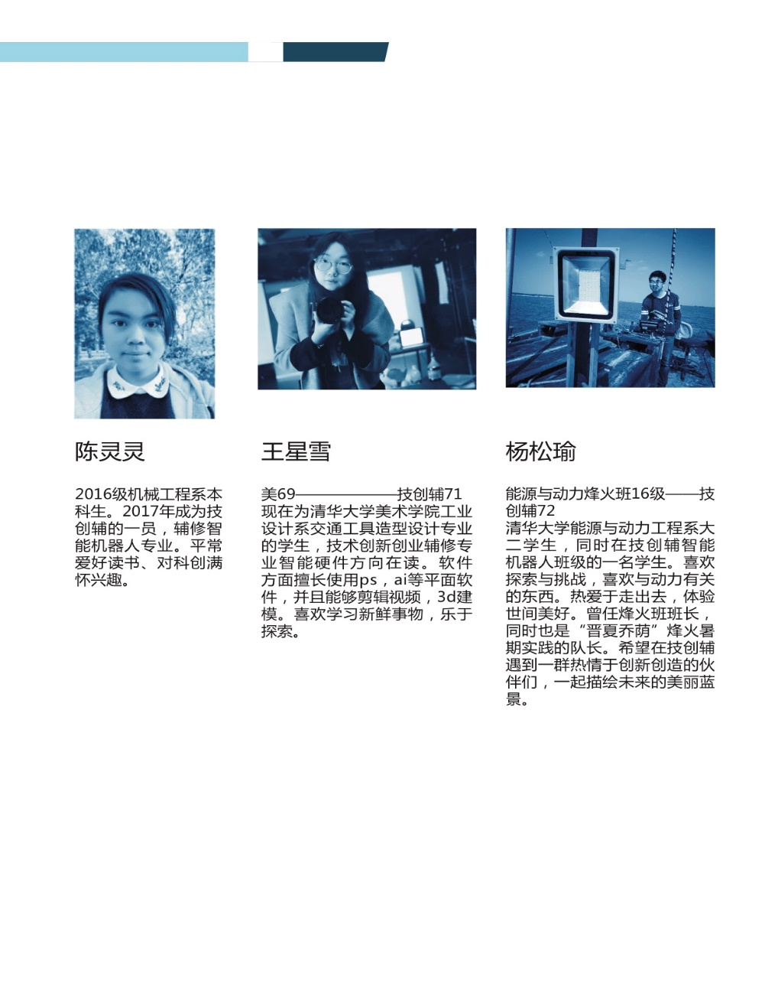 陈灵灵
2016级机械工程系本
科生。2017年成为技
创辅的一员，辅修智
能机器人专业。平常
爱好读书、对科创满
怀兴趣。
王星雪
美69——————技创辅71
现在为清华大学美术学院工业
设计系交通工具造型设计专业
的学生，技术创新创业辅修专
业智能硬件方向在读。软件
方面擅长使用ps，ai等平面软
件，并且能够剪辑视频，3d建
模。喜欢学习新鲜事物，乐于
探索。
杨松瑜
能源与动力烽火班16级——技
创辅72
清华大学能源与动力工程系大
二学生，同时在技创辅智能
机器人班级的一名学生。喜欢
探索与挑战，喜欢与动力有关
的东西。热爱于走出去，体验
世间美好。曾任烽火班班长，
同时也是“晋夏乔荫”烽火暑
期实践的队长。希望在技创辅
遇到一群热情于创新创造的伙
伴们，一起描绘未来的美丽蓝
景。